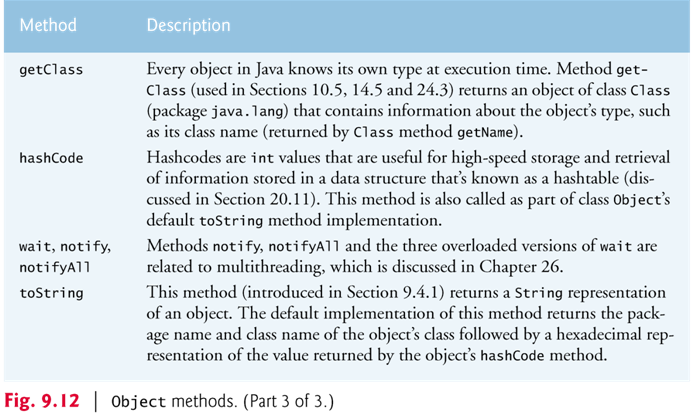 Method Description
getClass Every object in Java knows its own type at execution time. Method get-
Class (used in Sections 10.5, 14.5 and 24.3) returns an object of class Class
(package java.lang) that contains information about the object’s type, such
as its class name (returned by Class method getName).
hashCode Hashcodes are int values that are useful for high-speed storage and retrieval
of information stored in a data structure that’s known as a hashtable (dis-
cussed in Section 20.11). This method is also called as part of class Object’s
default toString method implementation.
wait, notify, Methods notify, notifyAll and the three overloaded versions of wait are
notifyAll related to multithreading, which is discussed in Chapter 26.
toString This method (introduced in Section 9.4.1) returns a String representation
of an object. The default implementation of this method returns the pack-
age name and class name of the object’s class followed by a hexadecimal rep-
resentation of the value returned by the object’s hashCode method.
Fig. 9.12 | Object methods. (Part 3 of 3.)